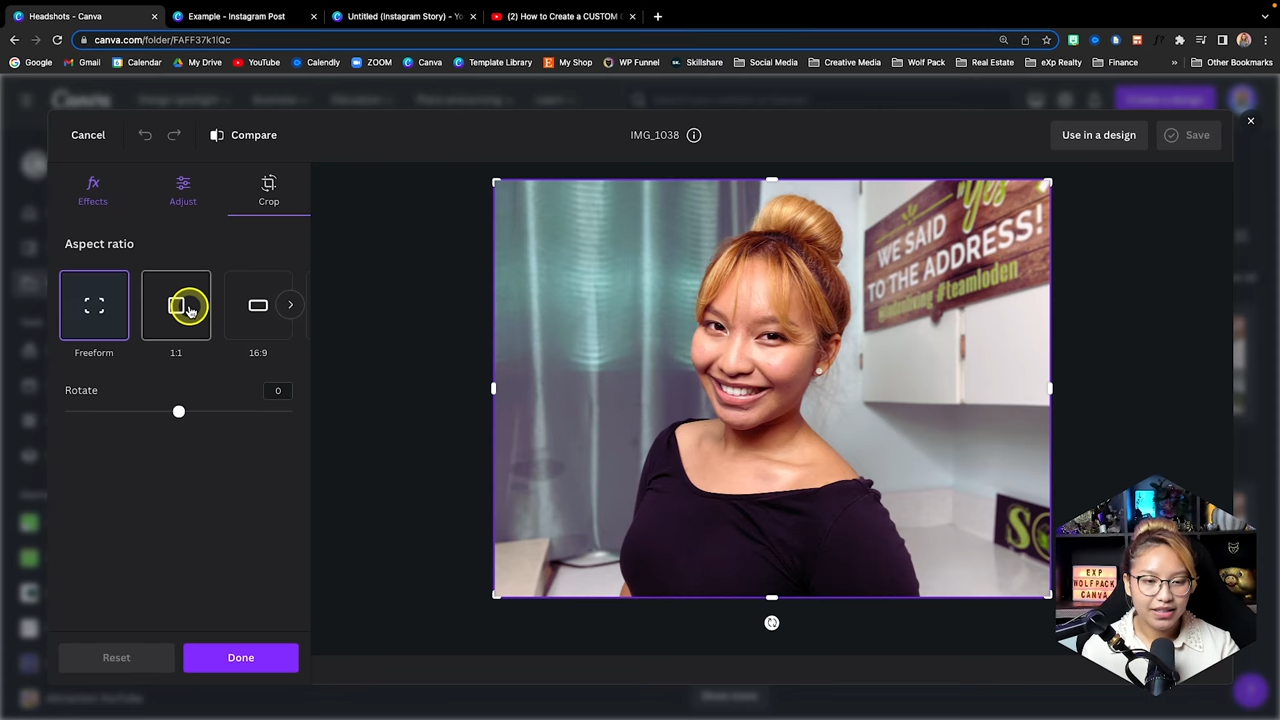 Headshots - Canva
Example - Instagram Post
Untitled (Instagram Story) - Yo
(2) How to Create a CUSTOM
canva.com/folder/FAFF37k1lQc
Google
Gmail
Calendar
My Drive
YouTube
Calendly
ZOOM
Canva
Template Library
My Shop
WP Funnel
Skillshare
Social Media
Creative Media
Wolf Pack
Real Estate
eXp Realty
Finance
Other Bookmarks
Canva
Cancel
Compare
IMG_1038
Use in a design
Save
fx
Effects
Adjust
Crop
Aspect ratio
Freeform
1:1
16:9
Rotate
0
Reset
Done
Yes
WE SAID
TO THE ADDRESS!
#teamloden
EXP
WOLFPACK
CANVA